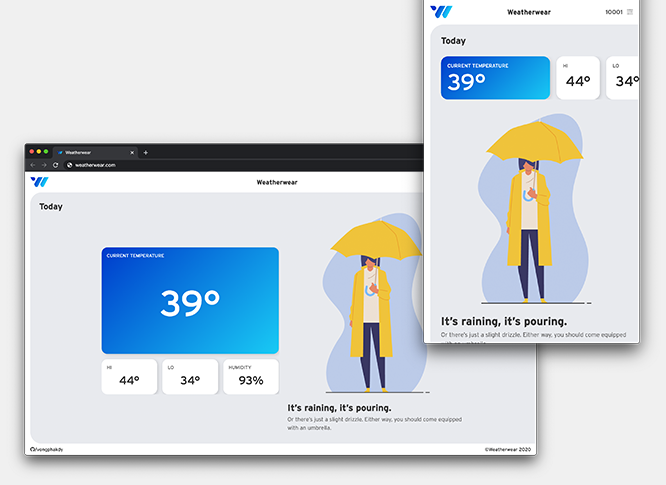 Weatherwear
10001
Today
CURRENT TEMPERATURE
39°
HI
44°
LO
34°
It's raining, it's pouring.
Or there's just a slight drizzle. Either way, you should come equipped
with an umbrella.
Weatherwear
weatherwear.com
Weatherwear
Today
CURRENT TEMPERATURE
39°
HI
44°
LO
34°
HUMIDITY
93%
It's raining, it's pouring.
Or there's just a slight drizzle. Either way, you should come equipped
with an umbrella.
/vongphakdy
©Weatherwear 2020